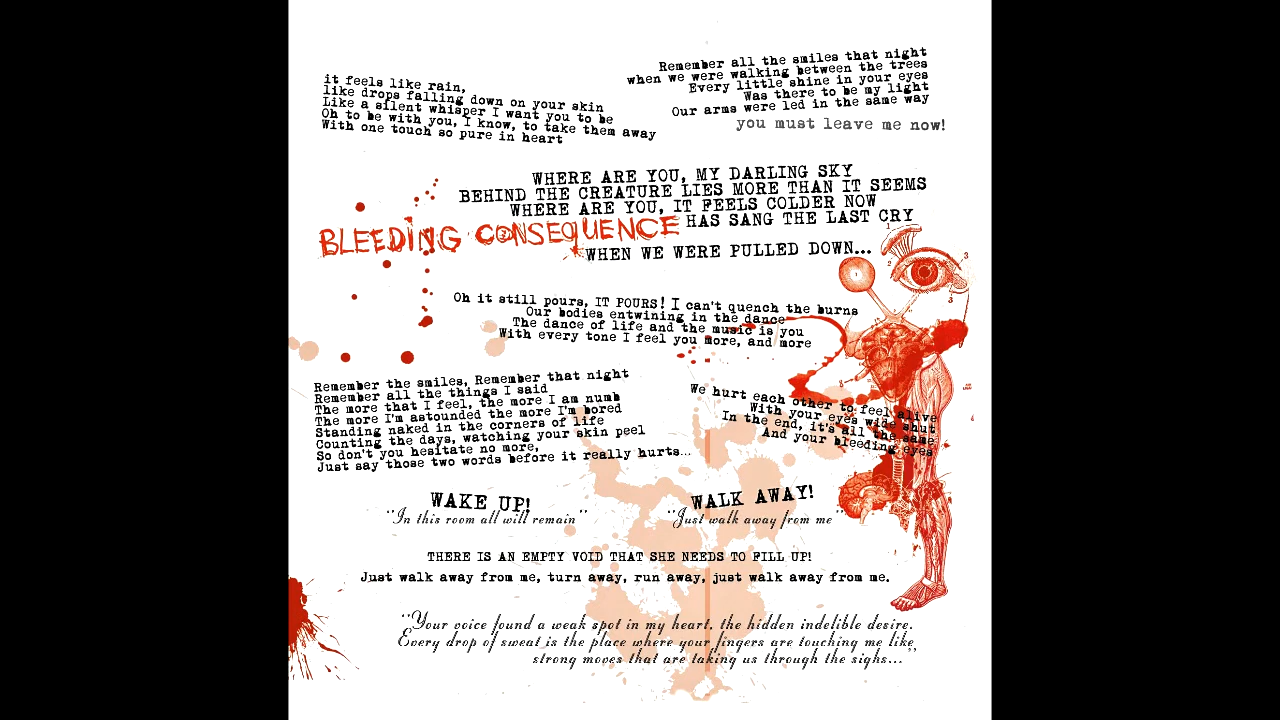 it feels like rain,
like drops falling down on your skin
Like a silent whisper I want you to be
Oh to be with you, I know, to take them away
With one touch so pure in heart
Remember all the smiles that night
when we were walking between the trees
Every little shine in your eyes
Was there to be my light
Our arms were led in the same way
you must leave me now!
WHERE ARE YOU, MY DARLING SKY
BEHIND THE CREATURE LIES MORE THAN IT SEEMS
WHERE ARE YOU, IT FEELS COLDER NOW
BLEEDING CONSEQUENCE HAS SANG THE LAST CRY
WHEN WE WERE PULLED DOWN...
Oh it still pours, IT POURS! I can't quench the burns
Our bodies entwining in the dance
The dance of life and the music is you
With every tone I feel you more, and more
Remember the smiles, Remember that night
Remember all the things I said
The more that I feel, the more I am numb
The more I'm astounded the more I'm bored
Standing naked in the corners of life
Counting the days, watching your skin peel
So don't you hesitate no more,
Just say those two words before it really hurts...
We hurt each other to feel alive
With your eyes wide shut
In the end, it's all the same
And your bleeding eyes
WAKE UP!
"In this room all will remain"
WALK AWAY!
"Just walk away from me"
THERE IS AN EMPTY VOID THAT SHE NEEDS TO FILL UP!
Just walk away from me, turn away, run away, just walk away from me.
"Your voice found a weak spot in my heart, the hidden indelible desire.
Every drop of sweat is the place where your fingers are touching me like
strong moves that are taking us through the sighs..."